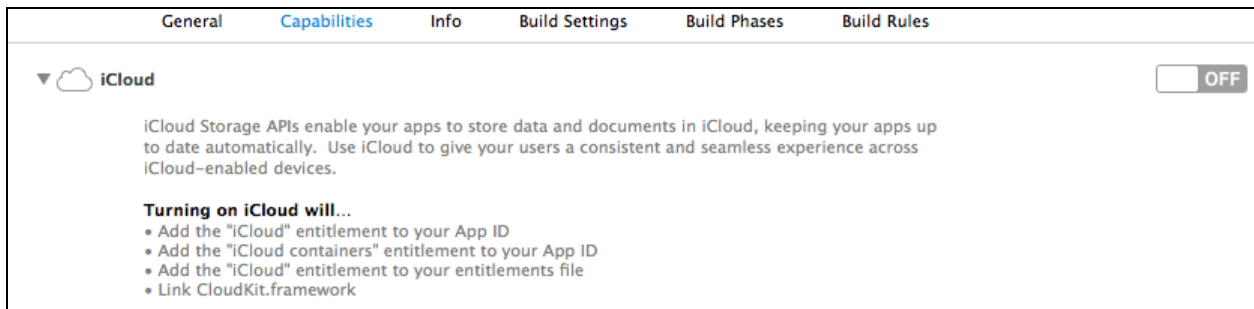 General Capabilities Info Build Settings Build Phases Build Rules
iCloud OFF
iCloud Storage APIs enable your apps to store data and documents in iCloud, keeping your apps up
to date automatically. Use iCloud to give your users a consistent and seamless experience across
iCloud-enabled devices.
Turning on iCloud will...
• Add the "iCloud" entitlement to your App ID
• Add the "iCloud containers" entitlement to your App ID
• Add the "iCloud" entitlement to your entitlements file
• Link CloudKit.framework